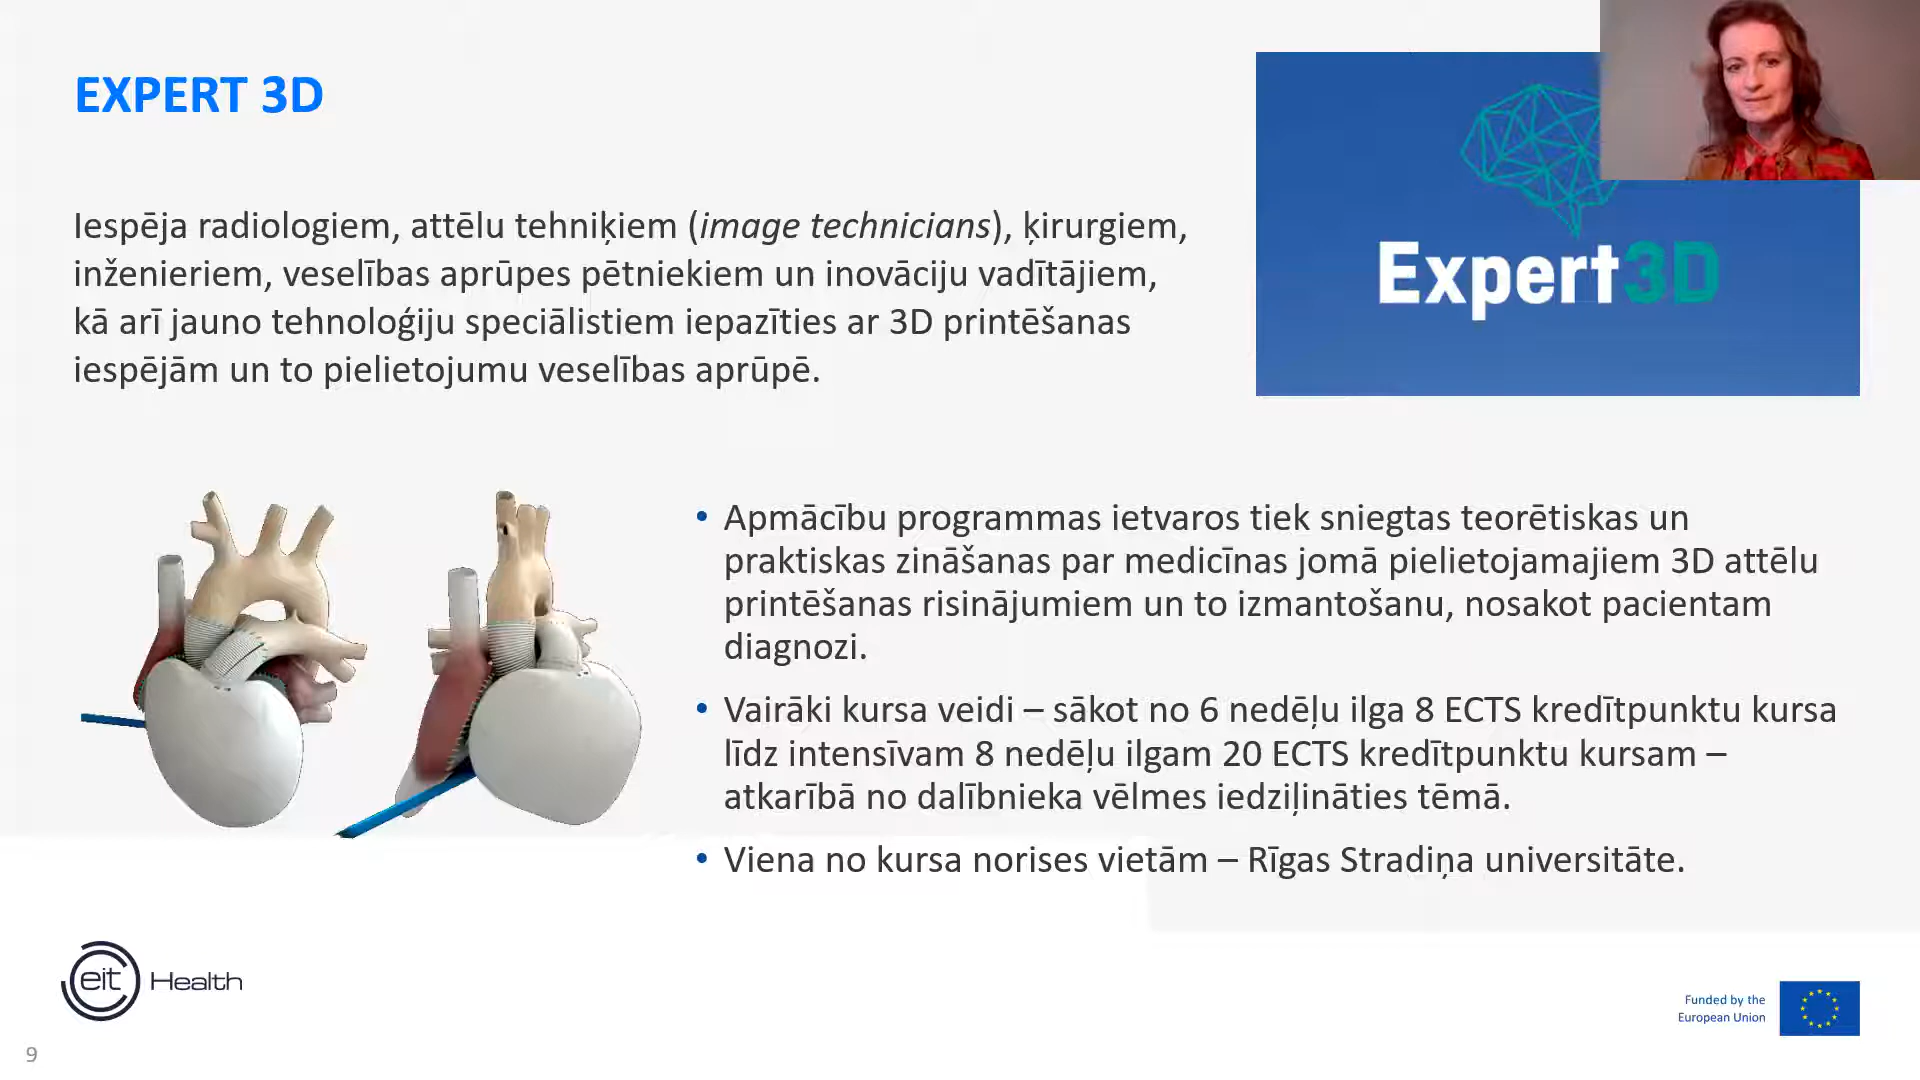 EXPERT 3D
Expert3D
Iespēja radiologiem, attēlu tehniķiem (image technicians), ķirurgiem,
inženieriem, veselības aprūpes pētniekiem un inovāciju vadītājiem,
kā arī jauno tehnoloģiju speciālistiem iepazīties ar 3D printēšanas
iespējām un to pielietojumu veselības aprūpē.
• Apmācību programmas ietvaros tiek sniegtas teorētiskas un
praktiskas zināšanas par medicīnas jomā pielietojamajiem 3D attēlu
printēšanas risinājumiem un to izmantošanu, nosakot pacientam
diagnozi.
• Vairāki kursa veidi – sākot no 6 nedēļu ilga 8 ECTS kredītpunktu kursa
līdz intensīvam 8 nedēļu ilgam 20 ECTS kredītpunktu kursam –
atkarībā no dalībnieka vēlmes iedziļināties tēmā.
• Viena no kursa norises vietām – Rīgas Stradiņa universitāte.
eit Health
Funded by the
European Union
9